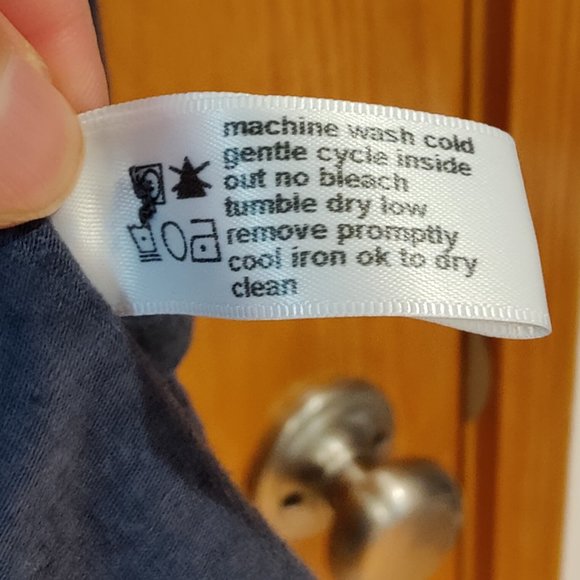 machine wash cold
gentle cycle inside
out no bleach
tumble dry low
remove promptly
cool iron ok to dry
clean